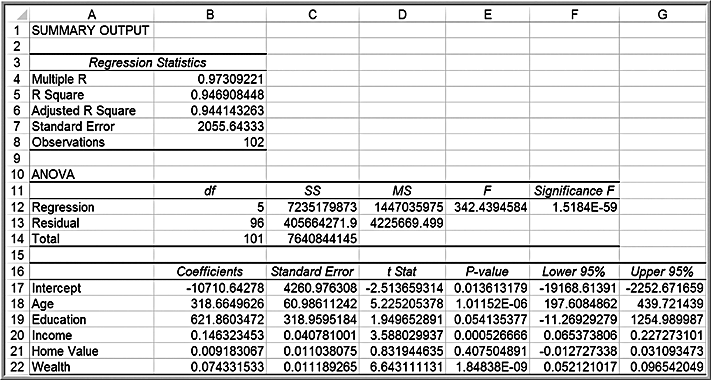 A B C D E F G
1 SUMMARY OUTPUT
2
3 Regression Statistics
4 Multiple R 0.97309221
5 R Square 0.946908448
6 Adjusted R Square 0.944143263
7 Standard Error 2055.64333
8 Observations 102
9
10 ANOVA
11 df SS MS F Significance F
12 Regression 5 7235179873 1447035975 342.4394584 1.5184E-59
13 Residual 96 405664271.9 4225669.499
14 Total 101 7640844145
15
16 Coefficients Standard Error t Stat P-value Lower 95% Upper 95%
17 Intercept -10710.64278 4260.976308 -2.513659314 0.013613179 -19168.61391 -2252.671659
18 Age 318.6649626 60.98611242 5.225205378 1.01152E-06 197.6084862 439.721439
19 Education 621.8603472 318.9595184 1.949652891 0.054135377 -11.26929279 1254.989987
20 Income 0.146323453 0.040781001 3.588029937 0.000526666 0.065373806 0.227273101
21 Home Value 0.009183067 0.011038075 0.831944635 0.407504891 -0.012727338 0.031093473
22 Wealth 0.074331533 0.011189265 6.643111131 1.84838E-09 0.052121017 0.096542049